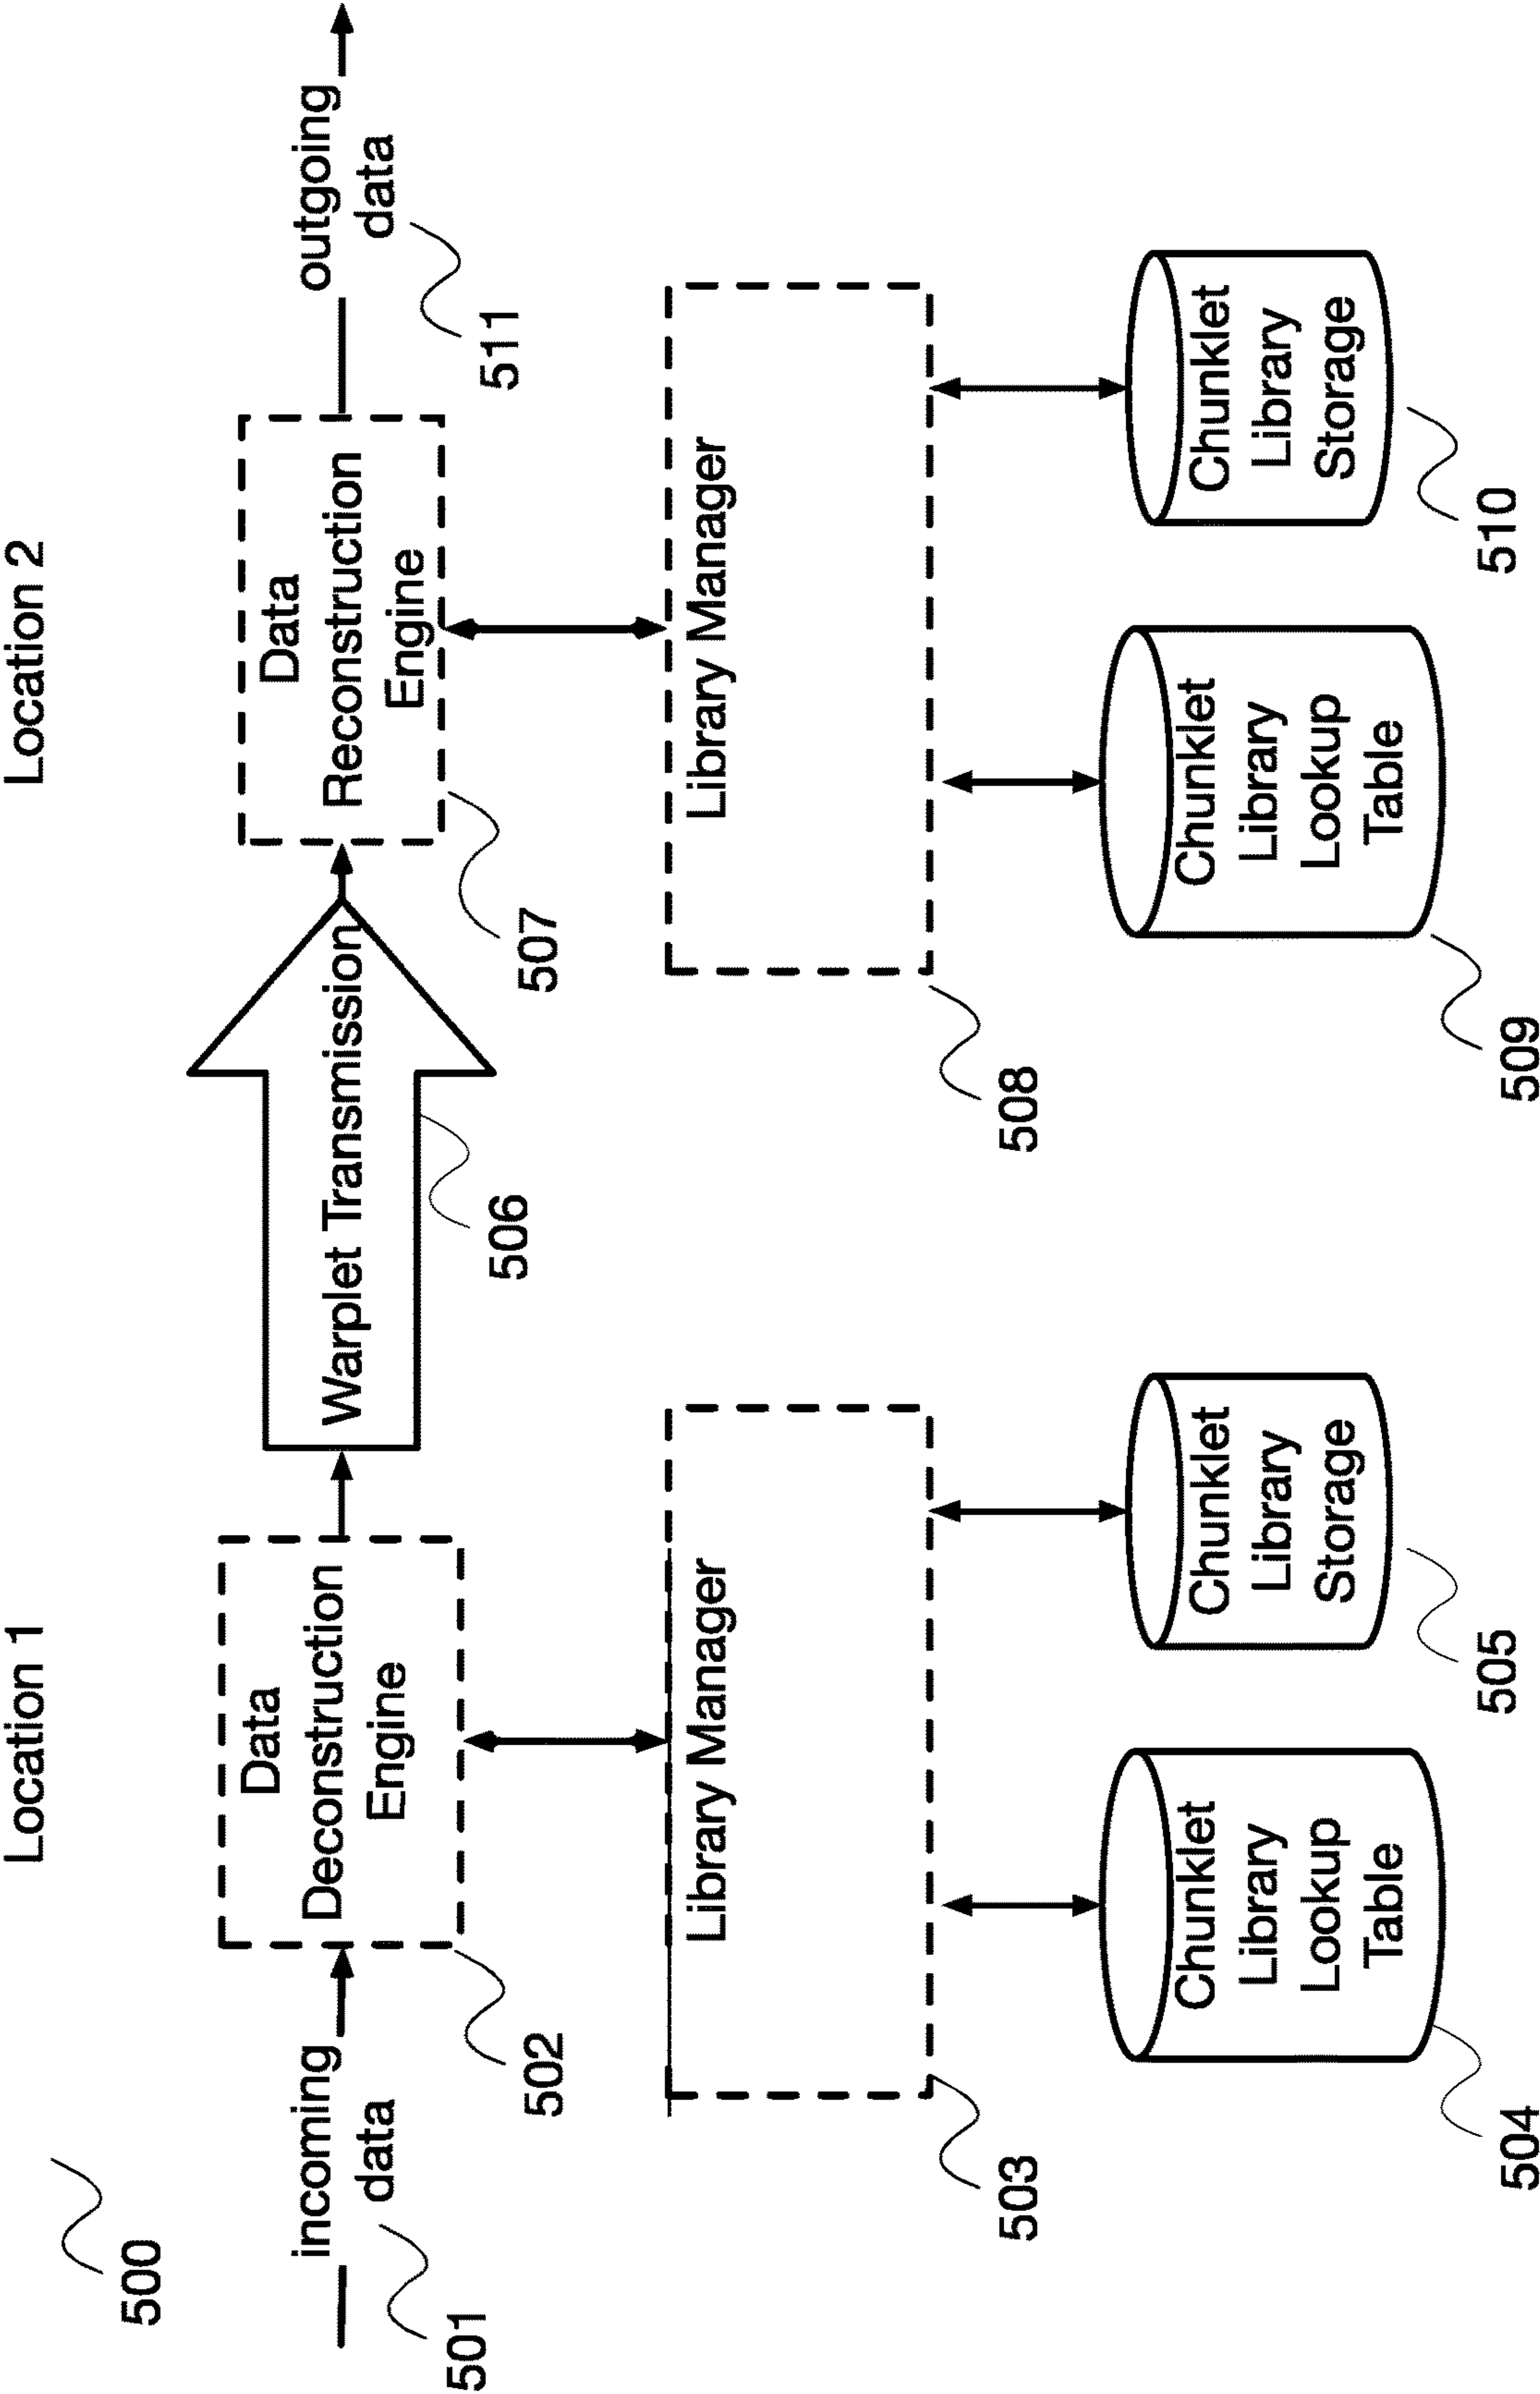 500
Location 1
Location 2
incoming
data
501
Data
Deconstruction
Engine
502
Warplet Transmission
506
Data
Reconstruction
Engine
507
outgoing
data
511
Library Manager
503
Library Manager
508
Chunklet
Library
Lookup
Table
504
Chunklet
Library
Storage
505
Chunklet
Library
Lookup
Table
509
Chunklet
Library
Storage
510